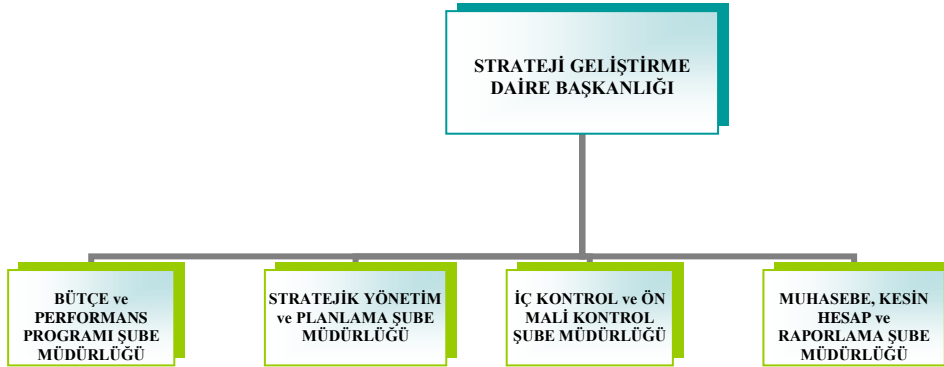 STRATEJİ GELİŞTİRME
DAİRE BAŞKANLIĞI
BÜTÇE ve
PERFORMANS
PROGRAMI ŞUBE
MÜDÜRLÜĞÜ
STRATEJİK YÖNETİM
ve PLANLAMA ŞUBE
MÜDÜRLÜĞÜ
İÇ KONTROL ve ÖN
MALİ KONTROL
ŞUBE MÜDÜRLÜĞÜ
MUHASEBE, KESİN
HESAP ve
RAPORLAMA ŞUBE
MÜDÜRLÜĞÜ